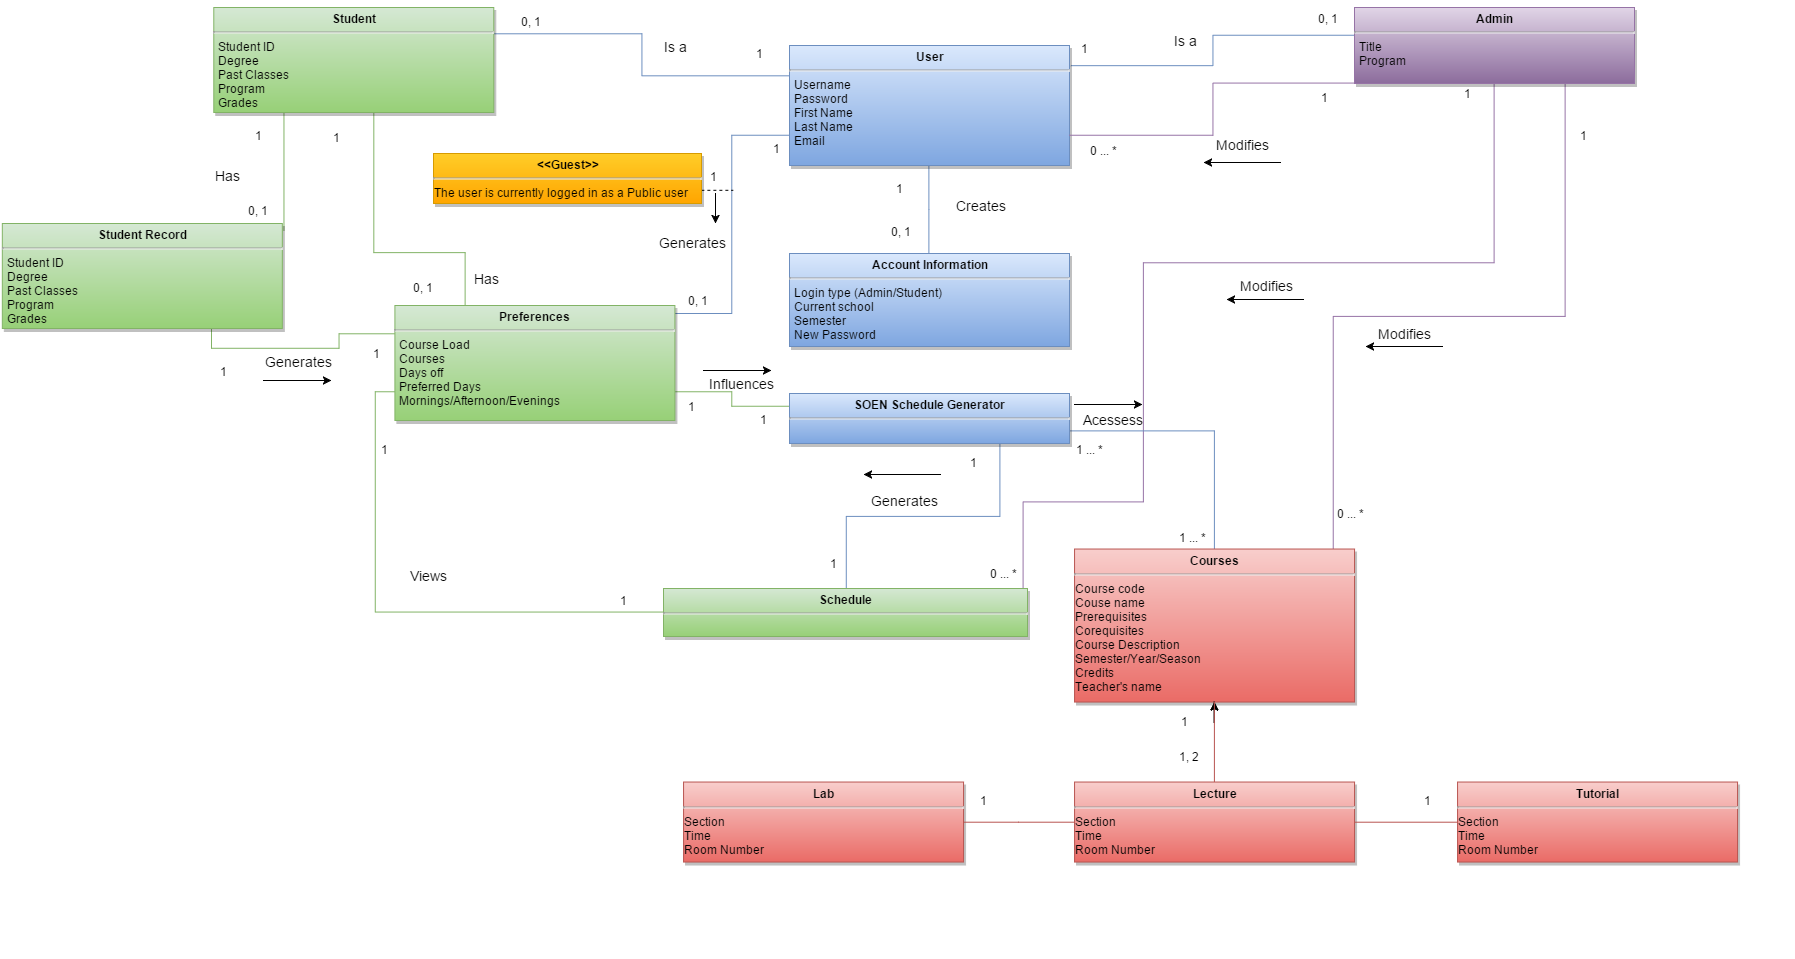 Student
Student ID
Degree
Past Classes
Program
Grades
0, 1
Is a
1
User
Username
Password
First Name
Last Name
Email
1
Is a
0, 1
Admin
Title
Program
1
0 ... *
Modifies
1
1
1
1
Has
0, 1
<<Guest>>
The user is currently logged in as a Public user
1
1
Generates
1
Creates
0, 1
Student Record
Student ID
Degree
Past Classes
Program
Grades
Has
0, 1
0, 1
Account Information
Login type (Admin/Student)
Current school
Semester
New Password
Modifies
Modifies
Preferences
Course Load
Courses
Days off
Preferred Days
Mornings/Afternoon/Evenings
1
Generates
1
Influences
1
1
SOEN Schedule Generator
Acessess
1 ... *
1
1
Generates
0 ... *
1 ... *
1
0 ... *
Views
1
Schedule
Courses
Course code
Couse name
Prerequisites
Corequisites
Course Description
Semester/Year/Season
Credits
Teacher's name
1
1, 2
Lab
Section
Time
Room Number
1
Lecture
Section
Time
Room Number
1
Tutorial
Section
Time
Room Number